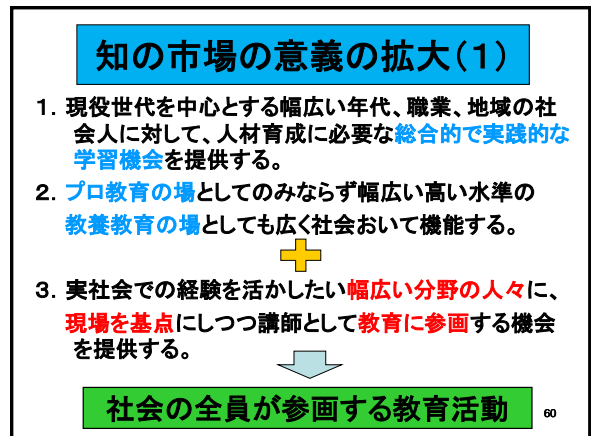 知の市場の意義の拡大(1)
1. 現役世代を中心とする幅広い年代、職業、地域の社
会人に対して、人材育成に必要な総合的で実践的な
学習機会を提供する。
2. プロ教育の場としてのみならず幅広い高い水準の
教養教育の場としても広く社会おいて機能する。
3. 実社会での経験を活かしたい幅広い分野の人々に、
現場を基点にしつつ講師として教育に参画する機会
を提供する。
社会の全員が参画する教育活動
60